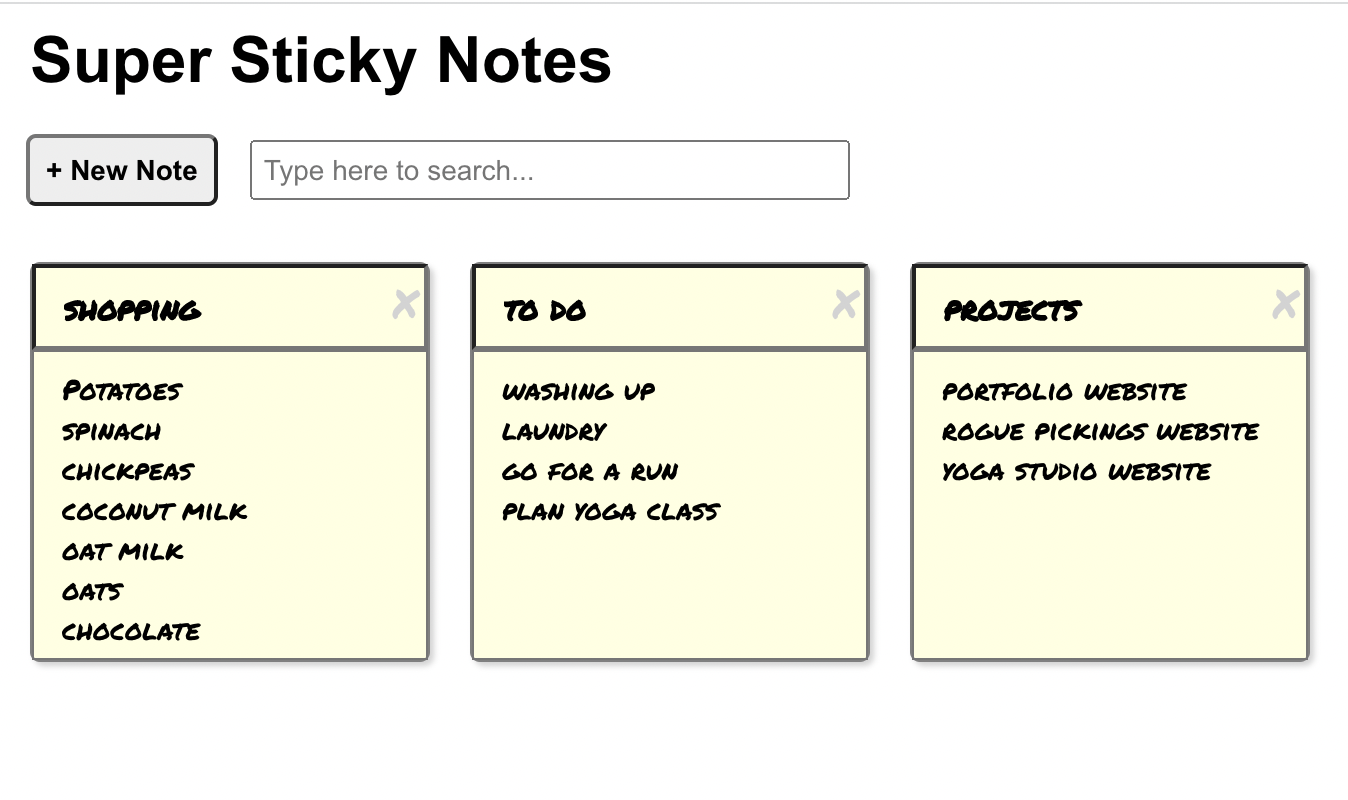 Super Sticky Notes
+ New Note
Type here to search...
SHOPPING
Potatoes
spinach
chickpeas
coconut milk
oat milk
oats
chocolate
TO DO
washing up
laundry
go for a run
plan yoga class
PROJECTS
portfolio website
rogue pickings website
yoga studio website